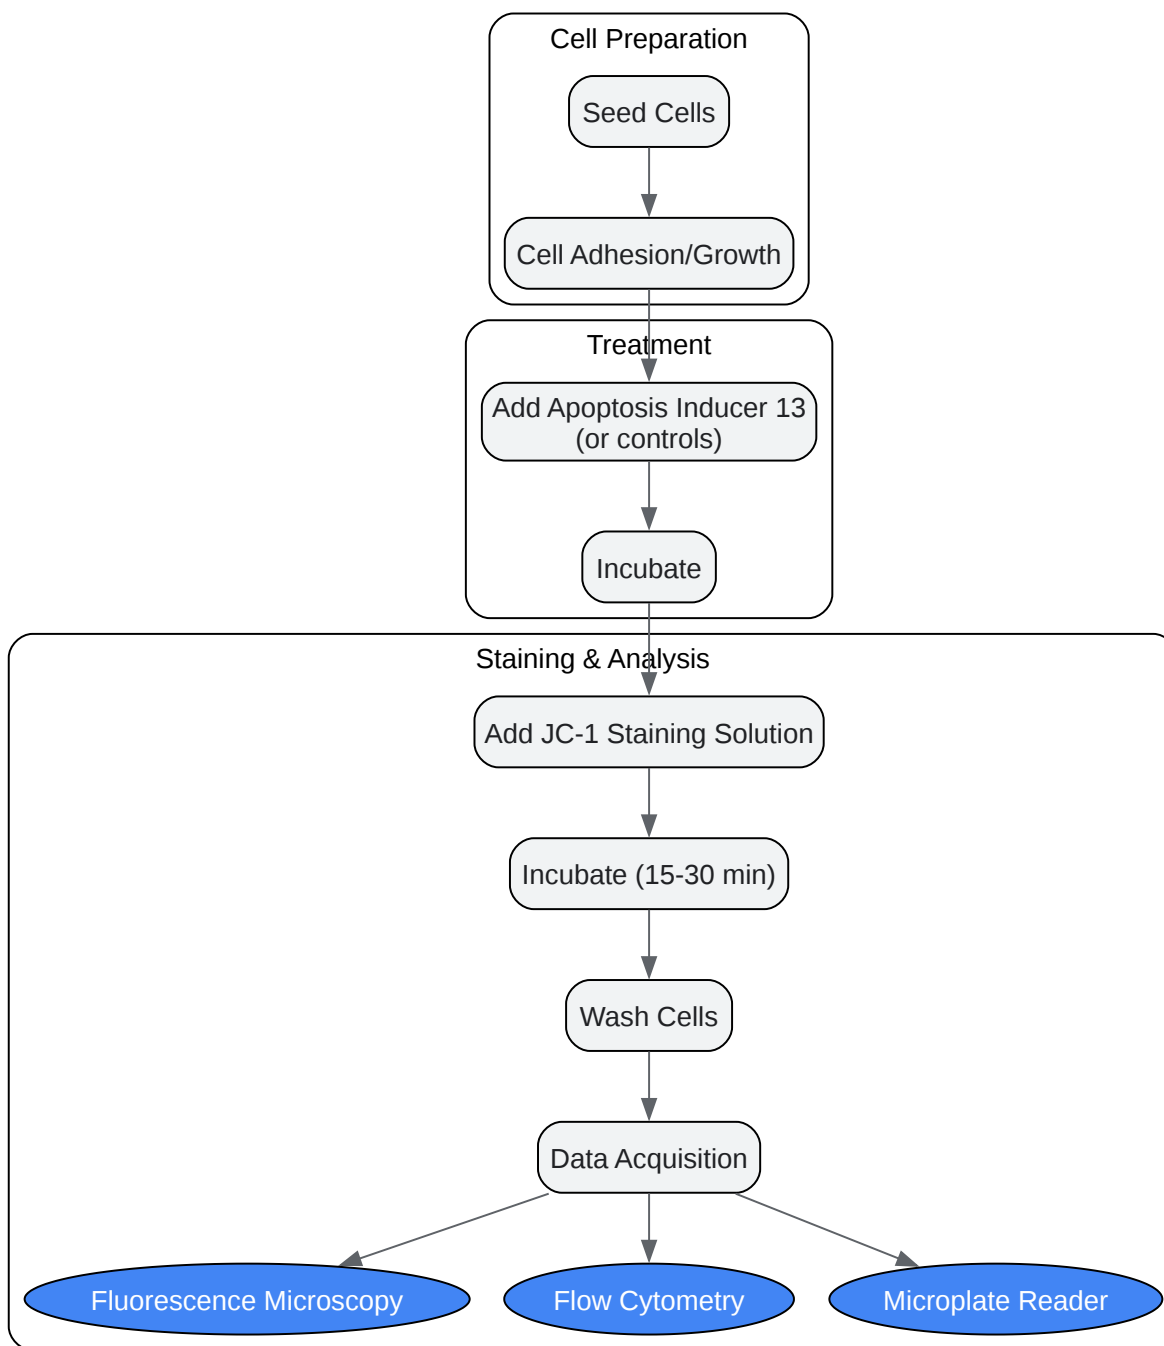 Cell Preparation
Seed Cells
Cell Adhesion/Growth
Treatment
Add Apoptosis Inducer 13
(or controls)
Incubate
Staining & Analysis
Add JC-1 Staining Solution
Incubate (15-30 min)
Wash Cells
Data Acquisition
Fluorescence Microscopy
Flow Cytometry
Microplate Reader